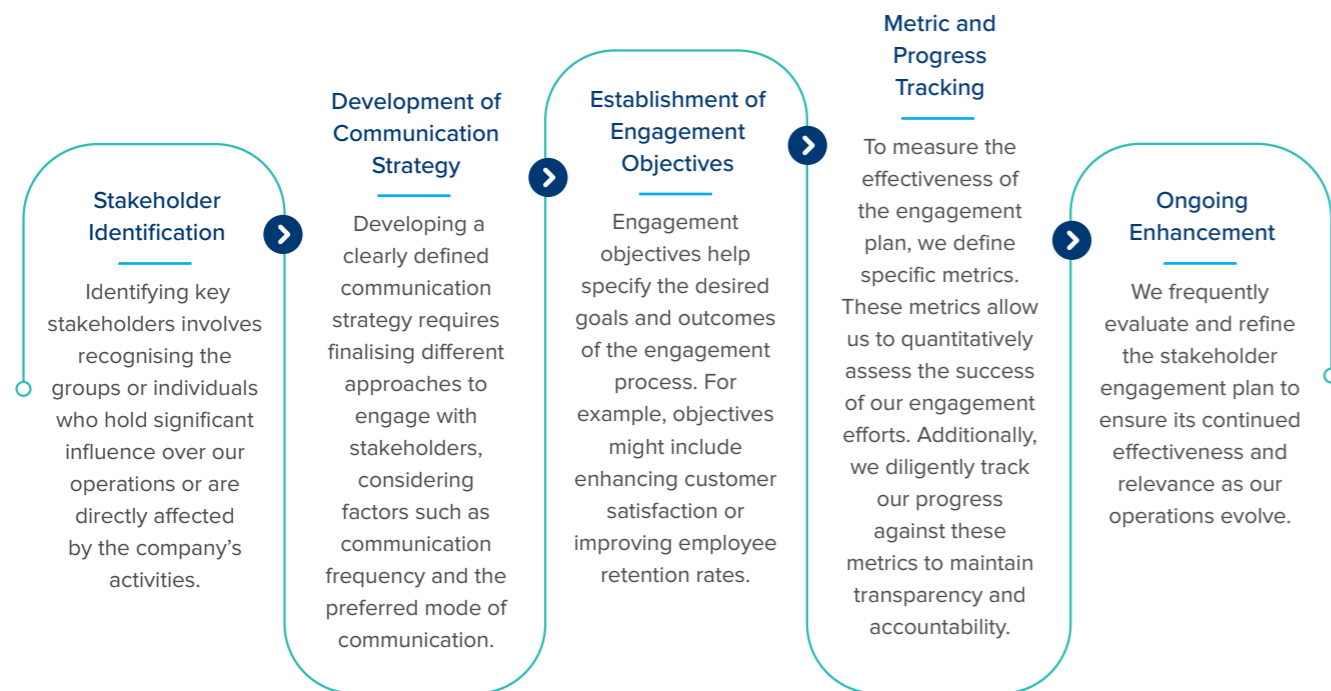 Stakeholder
Identification
Identifying key
stakeholders involves
recognising the
groups or individuals
who hold significant
influence over our
operations or are
directly affected
by the company’s
activities.
Development of
Communication
Strategy
Developing a
clearly defined
communication
strategy requires
finalising different
approaches to
engage with
stakeholders,
considering
factors such as
communication
frequency and the
preferred mode of
communication.
Establishment of
Engagement
Objectives
Engagement
objectives help
specify the desired
goals and outcomes
of the engagement
process. For
example, objectives
might include
enhancing customer
satisfaction or
improving employee
retention rates.
Metric and
Progress
Tracking
To measure the
effectiveness of
the engagement
plan, we define
specific metrics.
These metrics allow
us to quantitatively
assess the success
of our engagement
efforts. Additionally,
we diligently track
our progress
against these
metrics to maintain
transparency and
accountability.
Ongoing
Enhancement
We frequently
evaluate and refine
the stakeholder
engagement plan to
ensure its continued
effectiveness and
relevance as our
operations evolve.